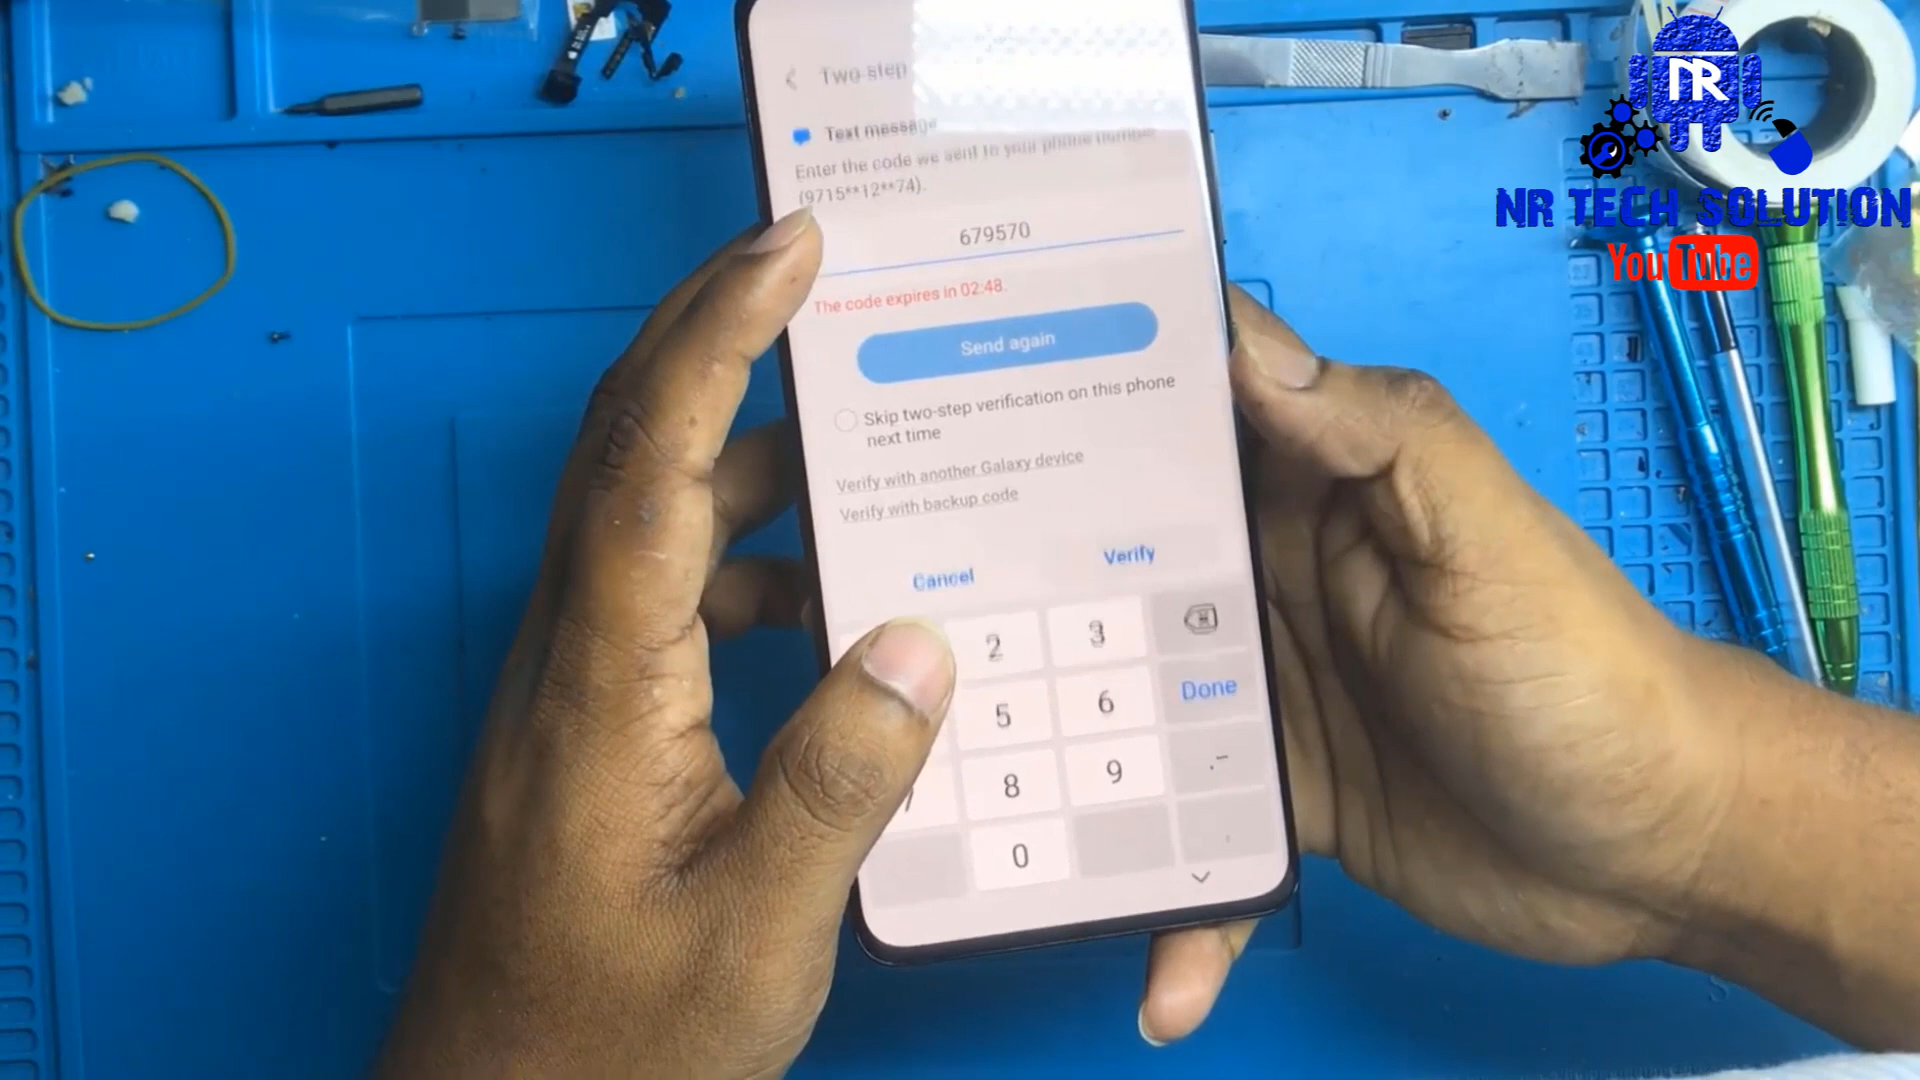 Two-step
Text message
Enter the code we sent to your phone number
(9715**12**74).
679570
The code expires in 02:48.
Send again
Skip two-step verification on this phone
next time
Verify with another Galaxy device
Verify with backup code
Cancel
Verify
2
3
5
6
Done
7
8
9
.-
0
,
NR
NR TECH SOLUTION
YouTube